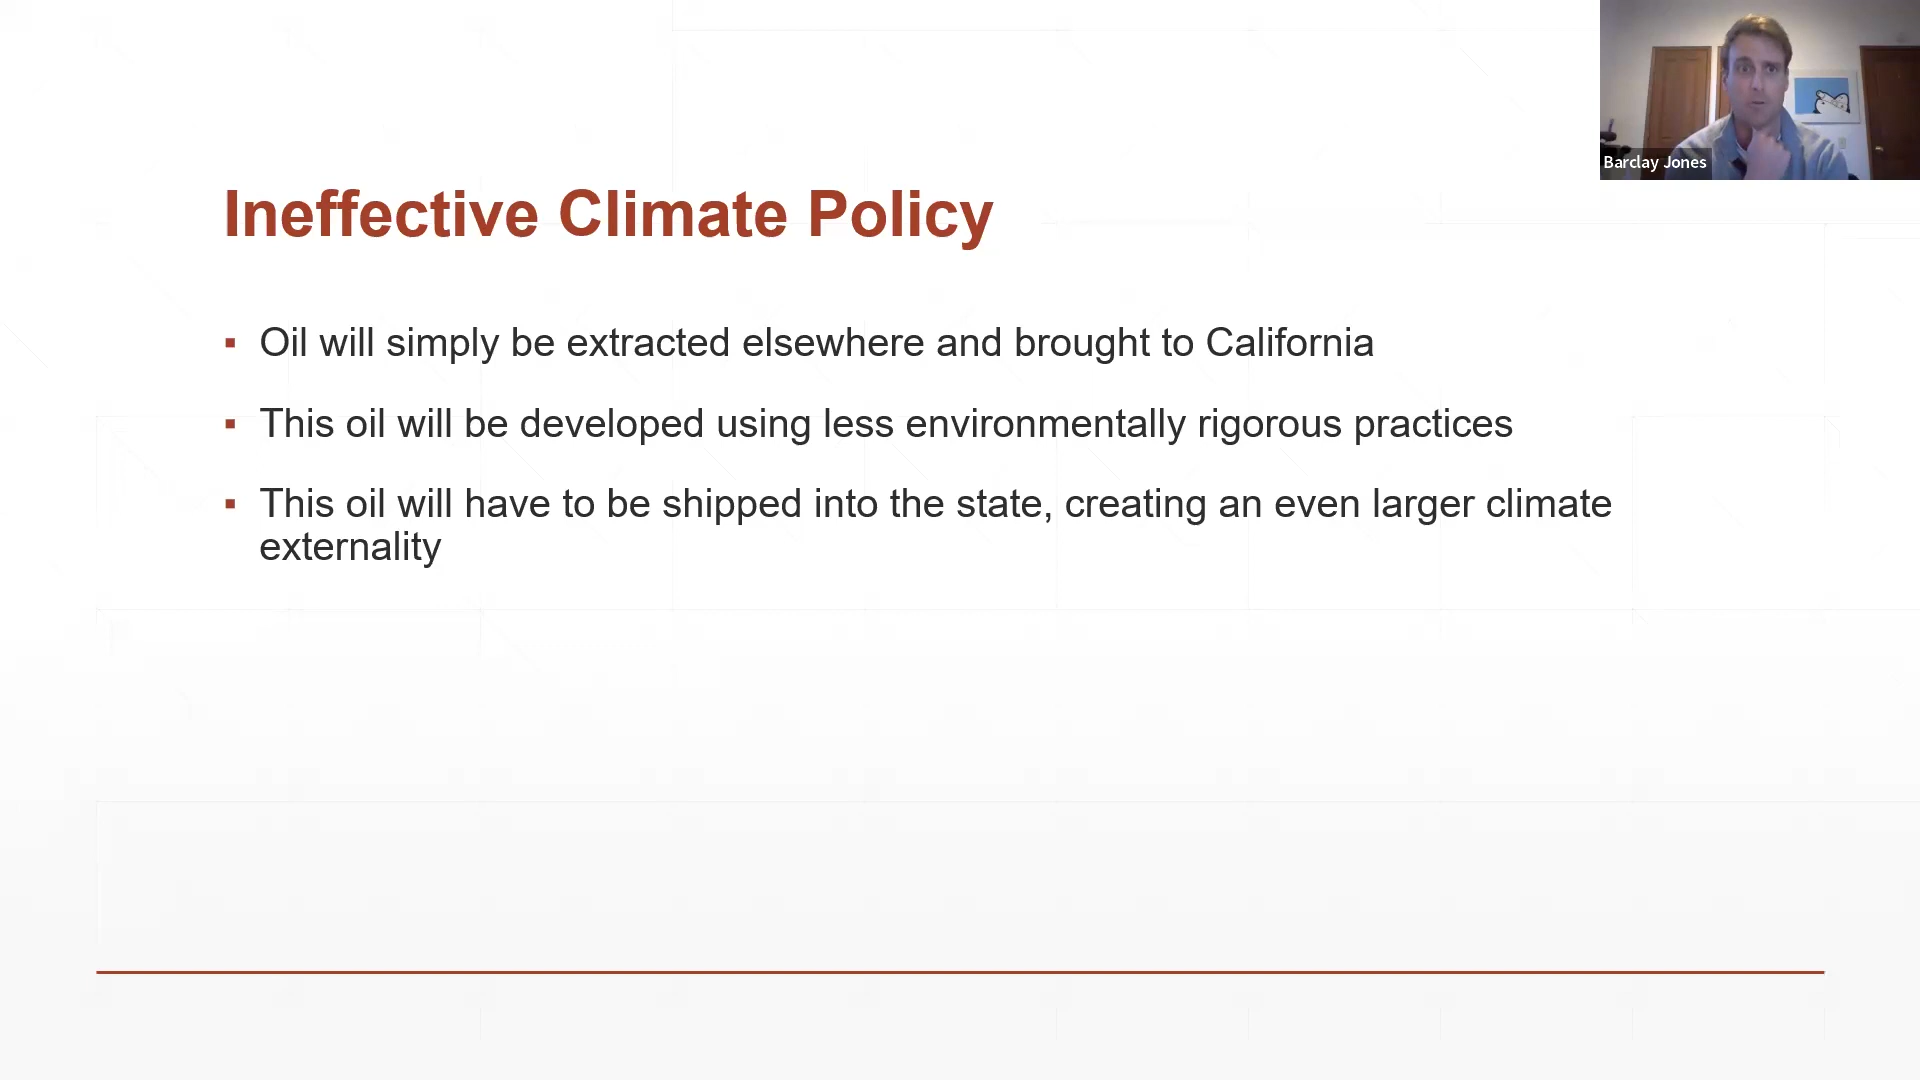 Barclay Jones
Ineffective Climate Policy
▪ Oil will simply be extracted elsewhere and brought to California
▪ This oil will be developed using less environmentally rigorous practices
▪ This oil will have to be shipped into the state, creating an even larger climate
externality